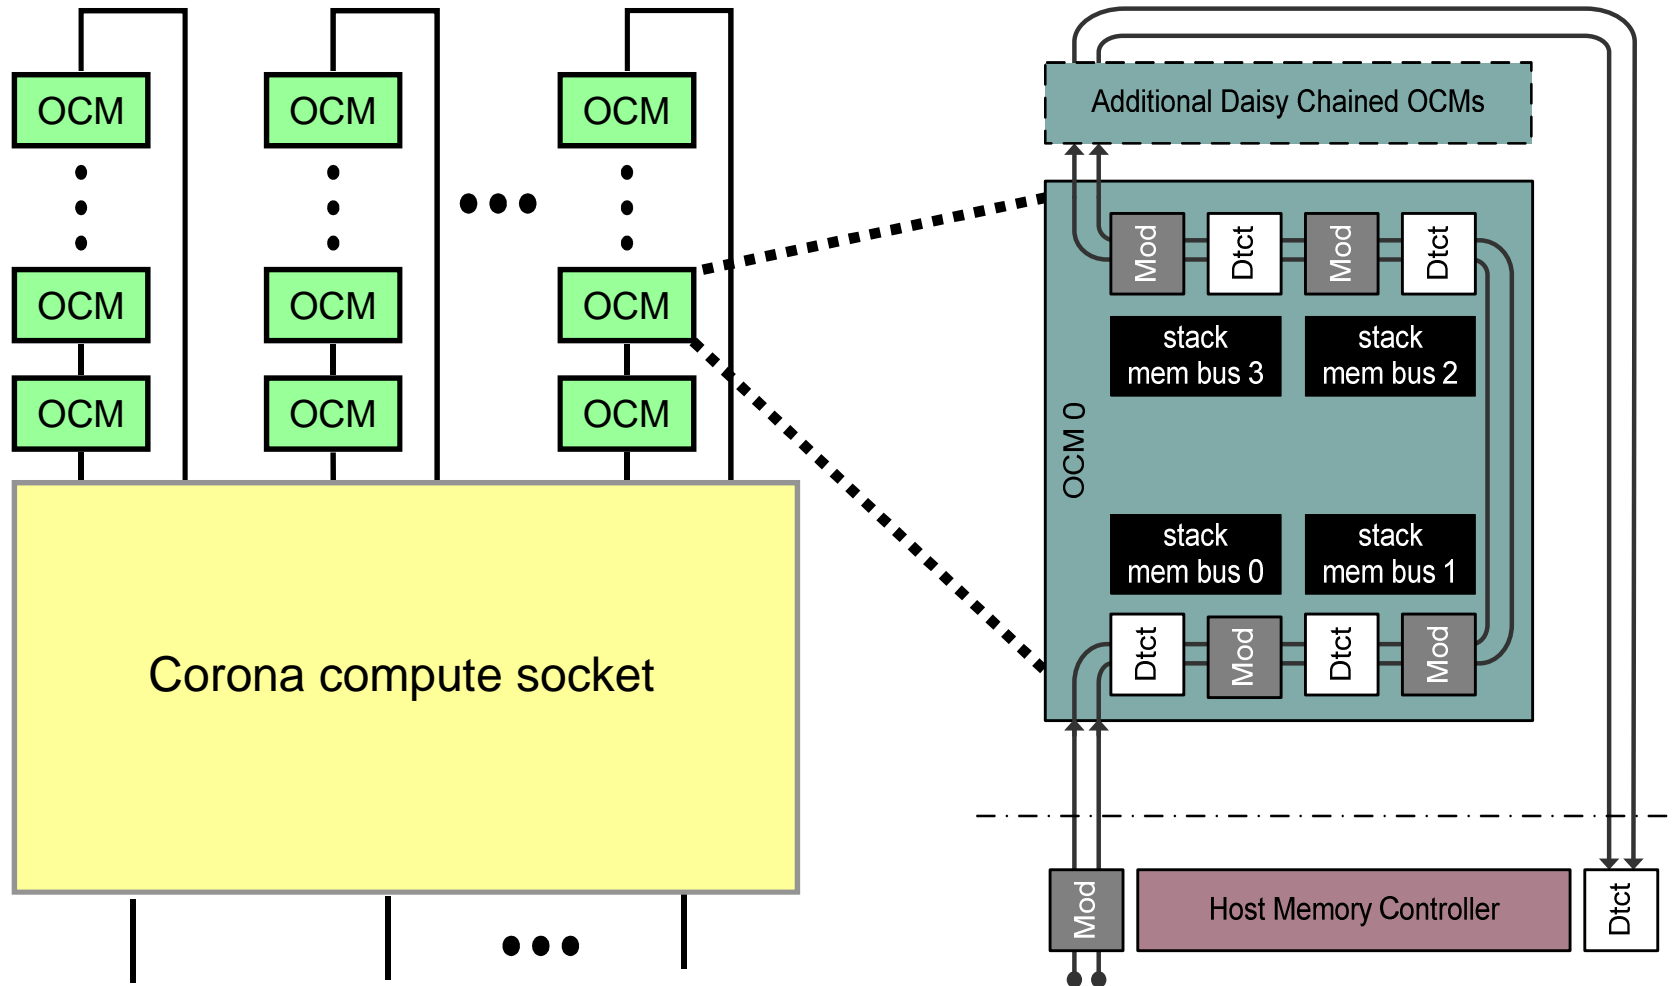 OCM
OCM
OCM
OCM
OCM
OCM
OCM
OCM
OCM
Corona compute socket
Additional Daisy Chained OCMs
Mod
Dtct
Mod
Dtct
stack
mem bus 3
stack
mem bus 2
OCM 0
stack
mem bus 0
stack
mem bus 1
Dtct
Mod
Dtct
Mod
Mod
Host Memory Controller
Dtct